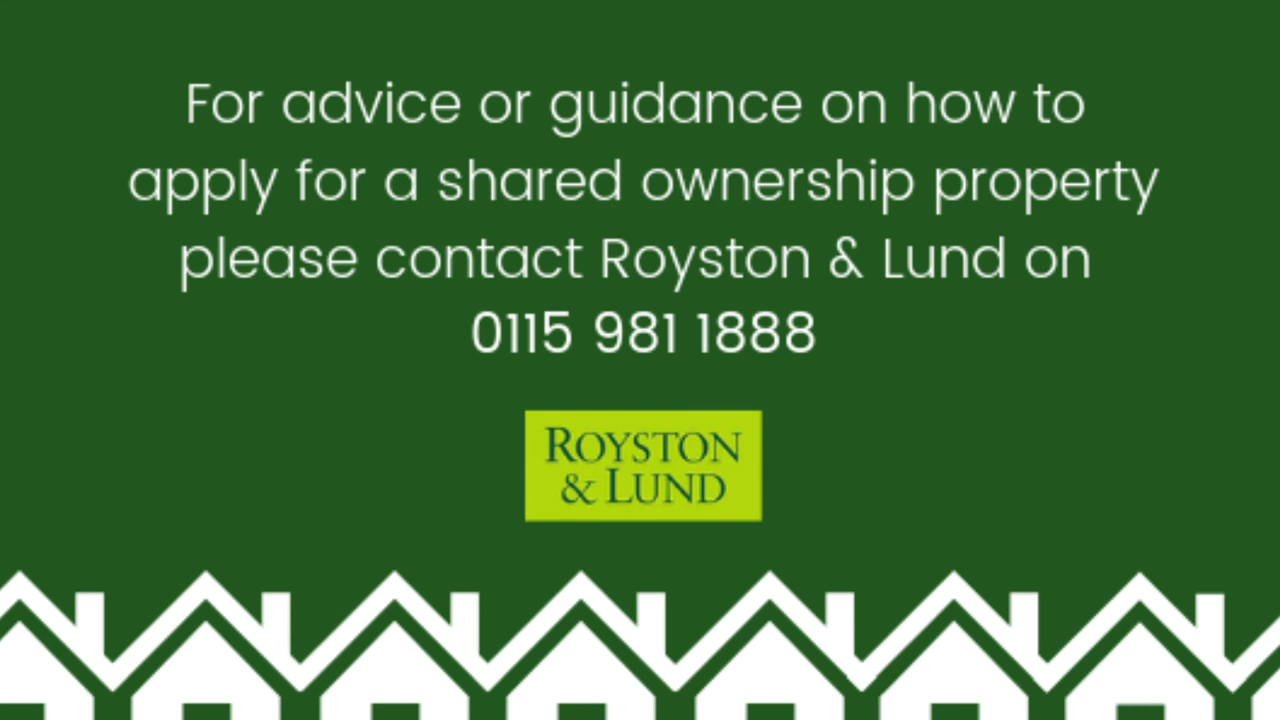 For advice or guidance on how to
apply for a shared ownership property
please contact Royston & Lund on
0115 981 1888
ROYSTON
& LUND